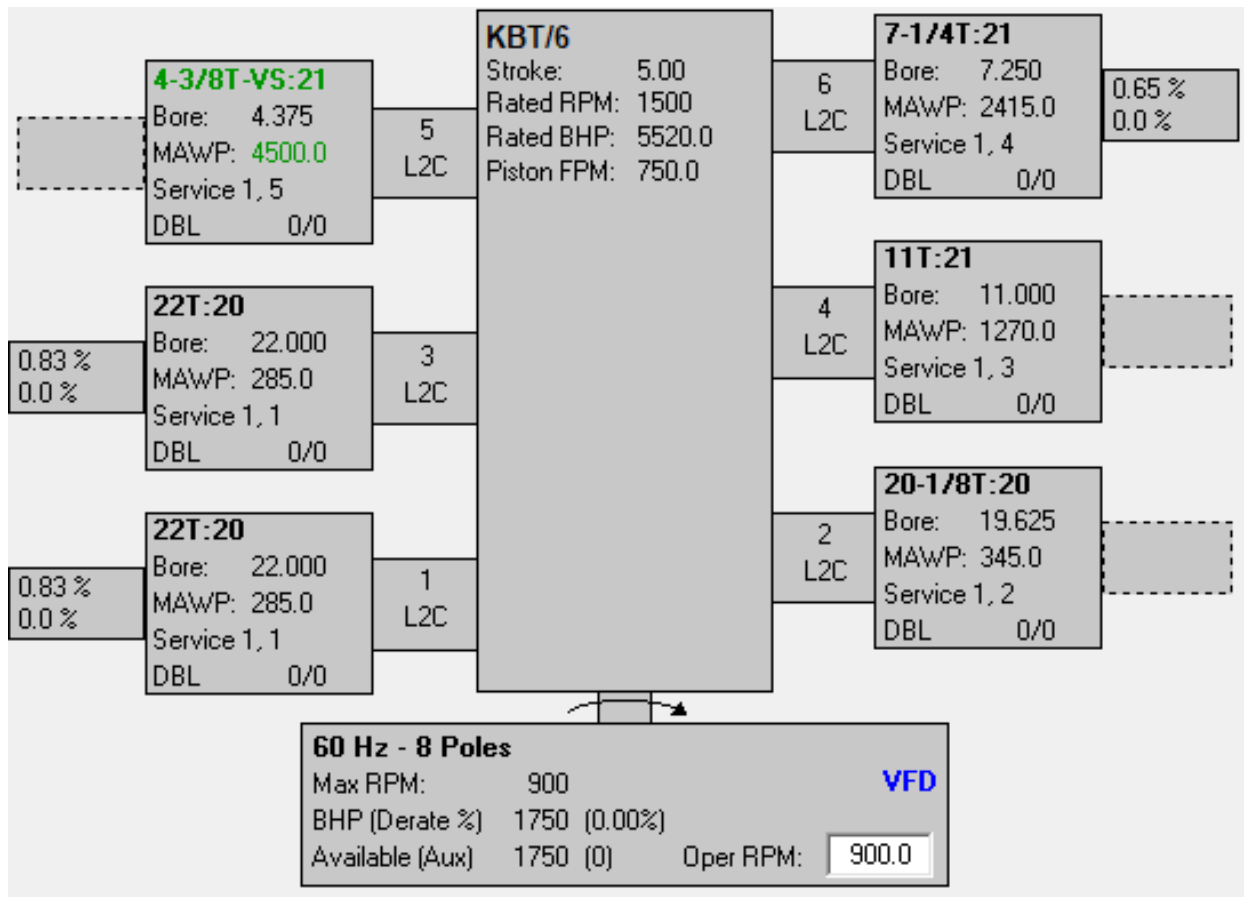 KBT/6
Stroke: 5.00
Rated RPM: 1500
Rated BHP: 5520.0
Piston FPM: 750.0
4-3/8T-VS:21
Bore: 4.375
MAWP: 4500.0
Service 1, 5
DBL 0/0
5
L2C
6
L2C
7-1/4T:21
Bore: 7.250
MAWP: 2415.0
Service 1, 4
DBL 0/0
0.65 %
0.0 %
0.83 %
0.0 %
22T:20
Bore: 22.000
MAWP: 285.0
Service 1, 1
DBL 0/0
3
L2C
4
L2C
11T:21
Bore: 11.000
MAWP: 1270.0
Service 1, 3
DBL 0/0
0.83 %
0.0 %
22T:20
Bore: 22.000
MAWP: 285.0
Service 1, 1
DBL 0/0
1
L2C
2
L2C
20-1/8T:20
Bore: 19.625
MAWP: 345.0
Service 1, 2
DBL 0/0
60 Hz - 8 Poles
Max RPM: 900 VFD
BHP (Derate %) 1750 (0.00%)
Available (Aux) 1750 (0) Oper RPM: 900.0